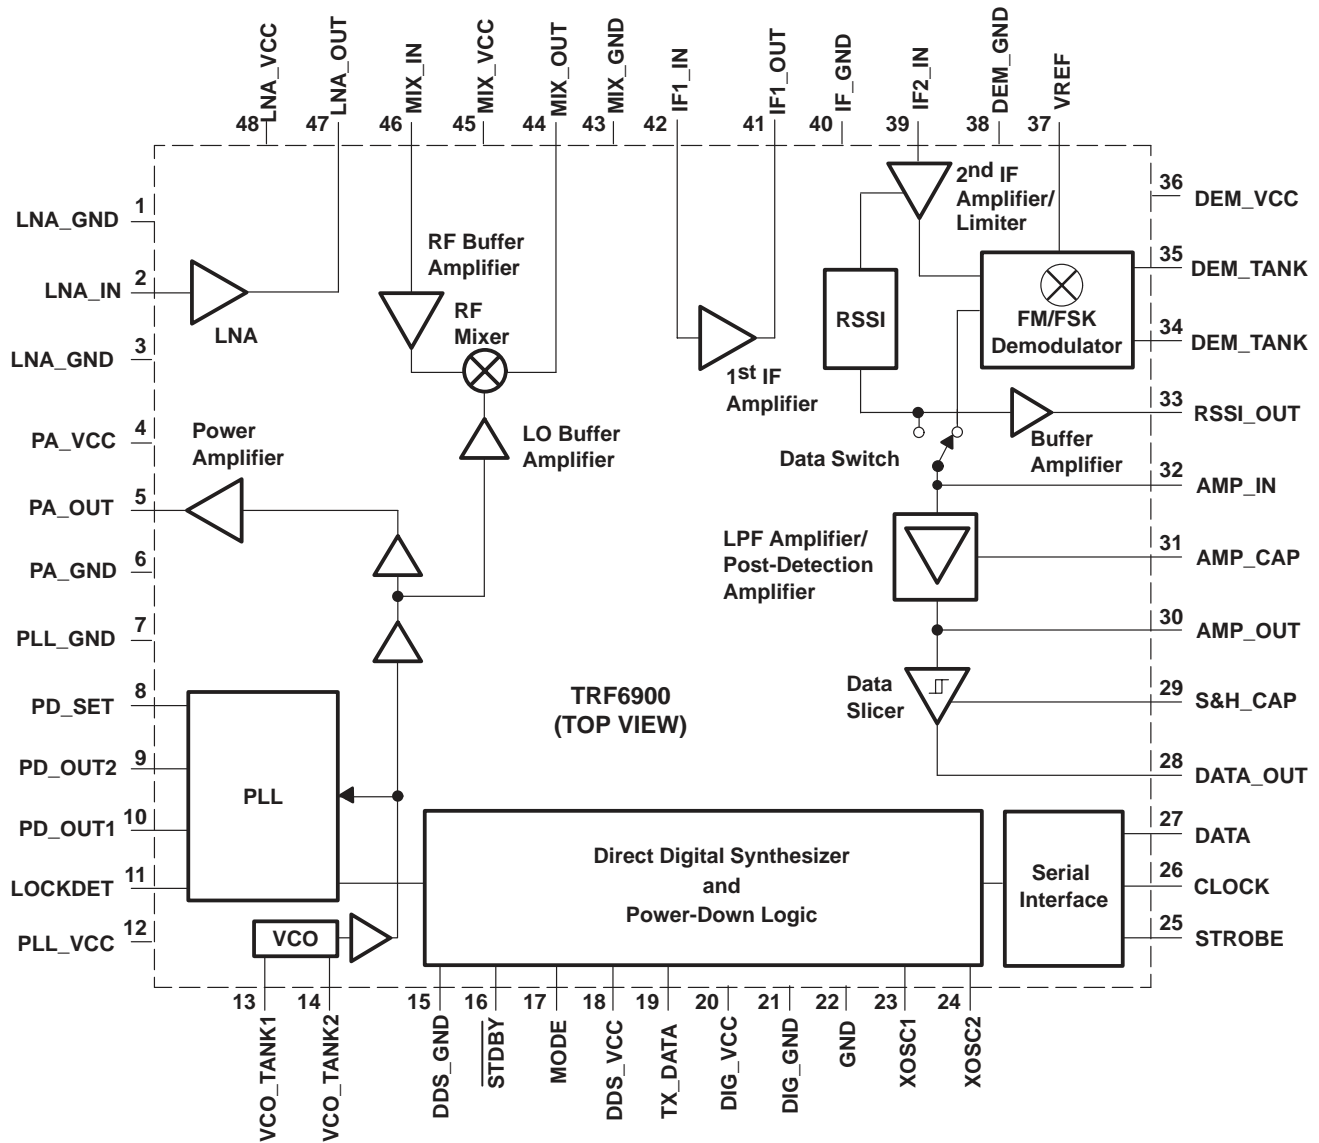 LNA_VCC
LNA_OUT
MIX_IN
MIX_VCC
MIX_OUT
MIX_GND
IF1_IN
IF1_OUT
IF_GND
IF2_IN
DEM_GND
VREF
48
47
46
45
44
43
42
41
40
39
38
37
LNA_GND 1
LNA_IN 2
LNA_GND 3
PA_VCC 4
PA_OUT 5
PA_GND 6
PLL_GND 7
PD_SET 8
PD_OUT2 9
PD_OUT1 10
LOCKDET 11
PLL_VCC 12
36 DEM_VCC
35 DEM_TANK
34 DEM_TANK
33 RSSI_OUT
32 AMP_IN
31 AMP_CAP
30 AMP_OUT
29 S&H_CAP
28 DATA_OUT
27 DATA
26 CLOCK
25 STROBE
LNA
RF Buffer
Amplifier
RF
Mixer
LO Buffer
Amplifier
Power
Amplifier
1st IF
Amplifier
2nd IF
Amplifier/
Limiter
RSSI
FM/FSK
Demodulator
Buffer
Amplifier
Data Switch
LPF Amplifier/
Post-Detection
Amplifier
Data
Slicer
TRF6900
(TOP VIEW)
PLL
VCO
Direct Digital Synthesizer
and
Power-Down Logic
Serial
Interface
13
14
15
16
17
18
19
20
21
22
23
24
VCO_TANK1
VCO_TANK2
DDS_GND
STDBY
MODE
DDS_VCC
TX_DATA
DIG_VCC
DIG_GND
GND
XOSC1
XOSC2